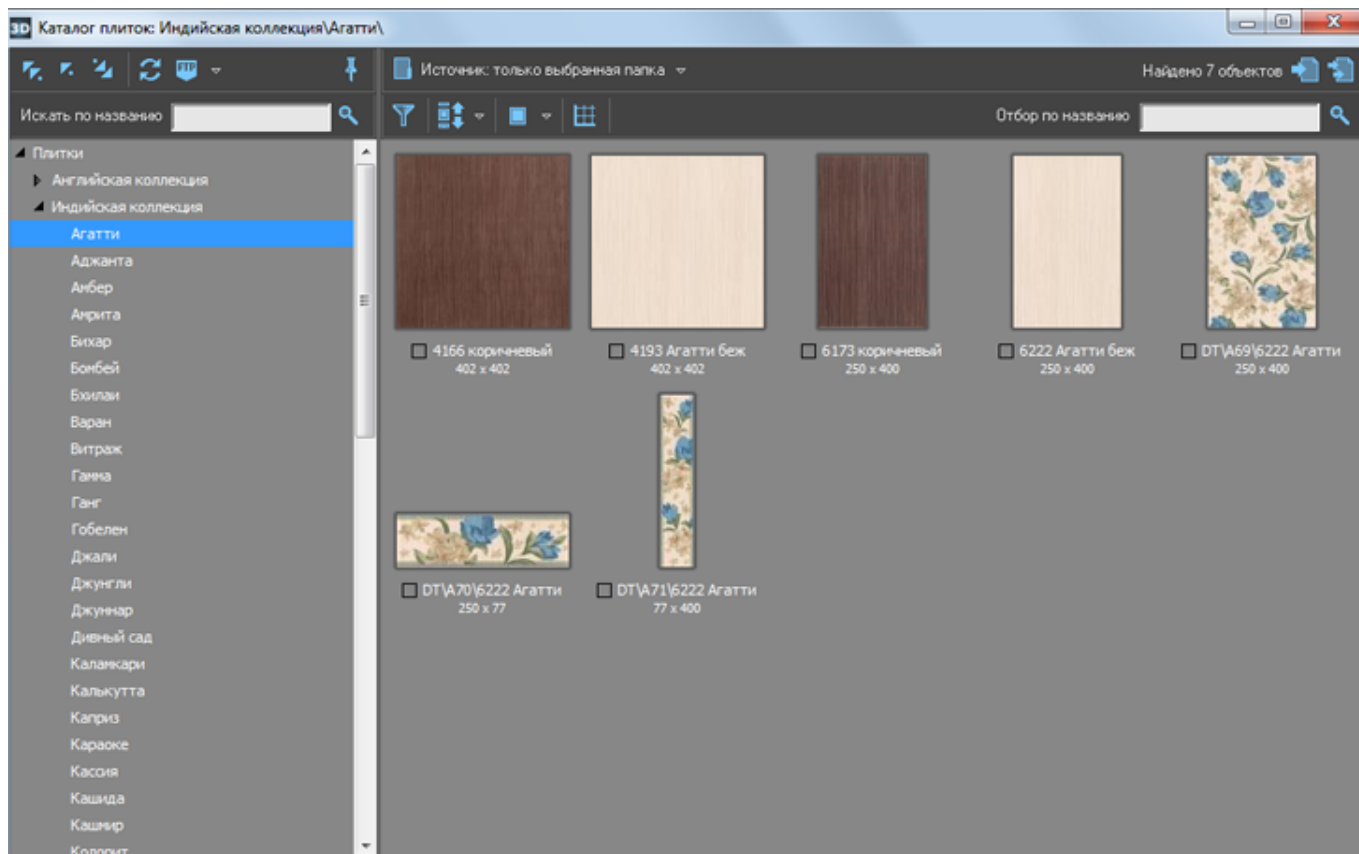 3D Каталог плиток: Индийская коллекция\Агатти\
FTP
Источник: только выбранная папка
Найдено 7 объектов
Искать по названию
Отбор по названию
Плитки
Английская коллекция
Индийская коллекция
Агатти
Аджанта
Амбер
Амрита
Бихар
Бомбей
Бхилаи
Варан
Витраж
Гамма
Ганг
Гобелен
Джали
Джунгли
Джуннар
Дивный сад
Каламкари
Калькутта
Каприз
Караоке
Кассия
Кашида
Кашмир
Колорит
4166 коричневый
402 x 402
4193 Агатти беж
402 x 402
6173 коричневый
250 x 400
6222 Агатти беж
250 x 400
DT\A69\6222 Агатти
250 x 400
DT\A70\6222 Агатти
250 x 77
DT\A71\6222 Агатти
77 x 400